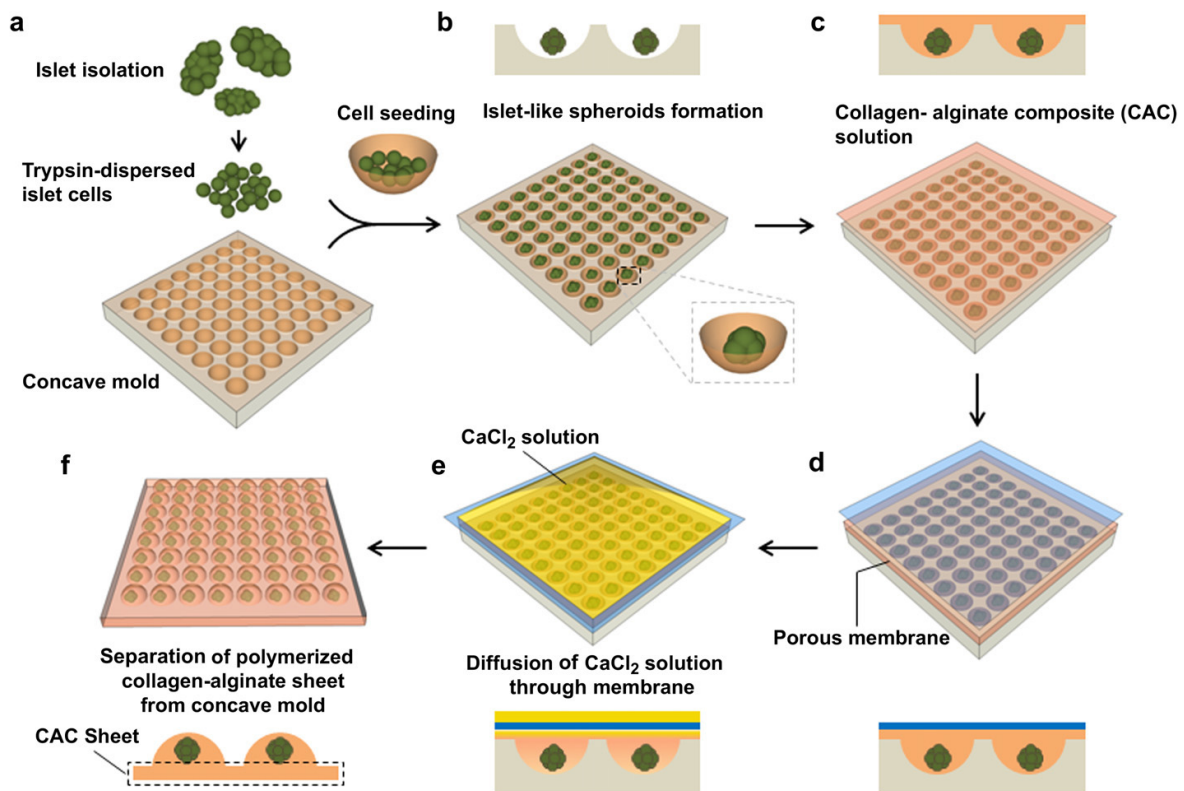 a
Islet isolation
Trypsin-dispersed
islet cells
Concave mold
Cell seeding
b
Islet-like spheroids formation
c
Collagen- alginate composite (CAC)
solution
d
Porous membrane
e
CaCl₂ solution
Diffusion of CaCl₂ solution
through membrane
f
Separation of polymerized
collagen-alginate sheet
from concave mold
CAC Sheet